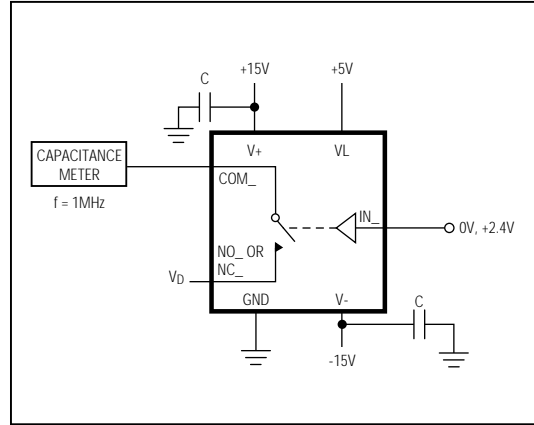 +15V
+5V
C
V+
VL
CAPACITANCE
METER
COM_
f = 1MHz
IN_
0V, +2.4V
NO_ OR
NC_
VD
GND
V-
C
-15V